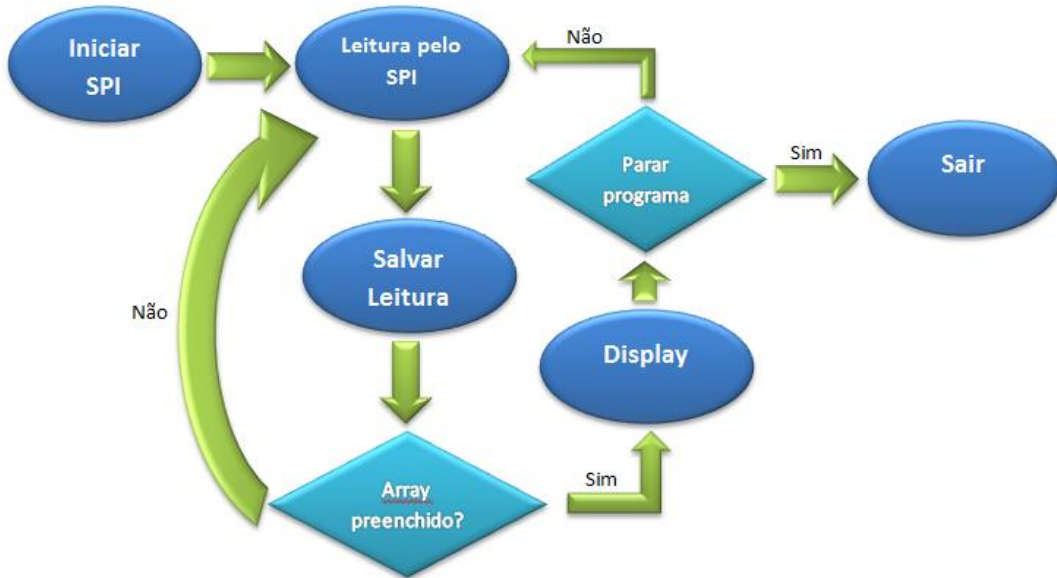 Iniciar
SPI
Leitura pelo
SPI
Não
Parar
programa
Sim
Sair
Salvar
Leitura
Não
Display
Array
preenchido?
Sim